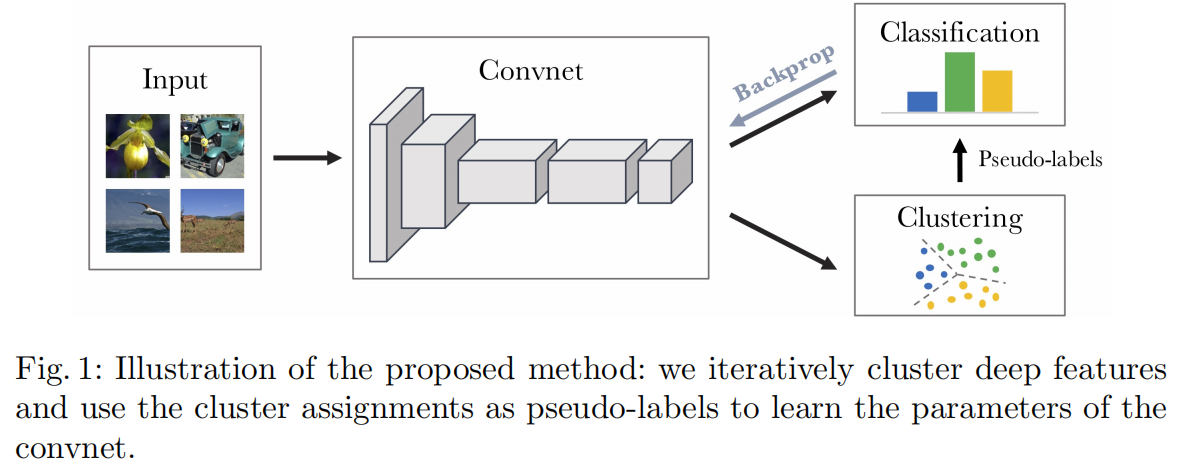 Input
Convnet
Backprop
Classification
Pseudo-labels
Clustering
Fig. 1: Illustration of the proposed method: we iteratively cluster deep features
and use the cluster assignments as pseudo-labels to learn the parameters of the
convnet.